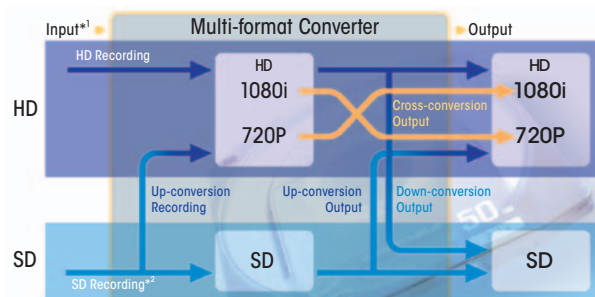 Input*1
Multi-format Converter
Output
HD Recording
HD
1080i
720P
HD
1080i
720P
Cross-conversion
Output
HD
Up-conversion
Recording
Up-conversion
Output
Down-conversion
Output
50
SD
SD Recording*2
SD
SD